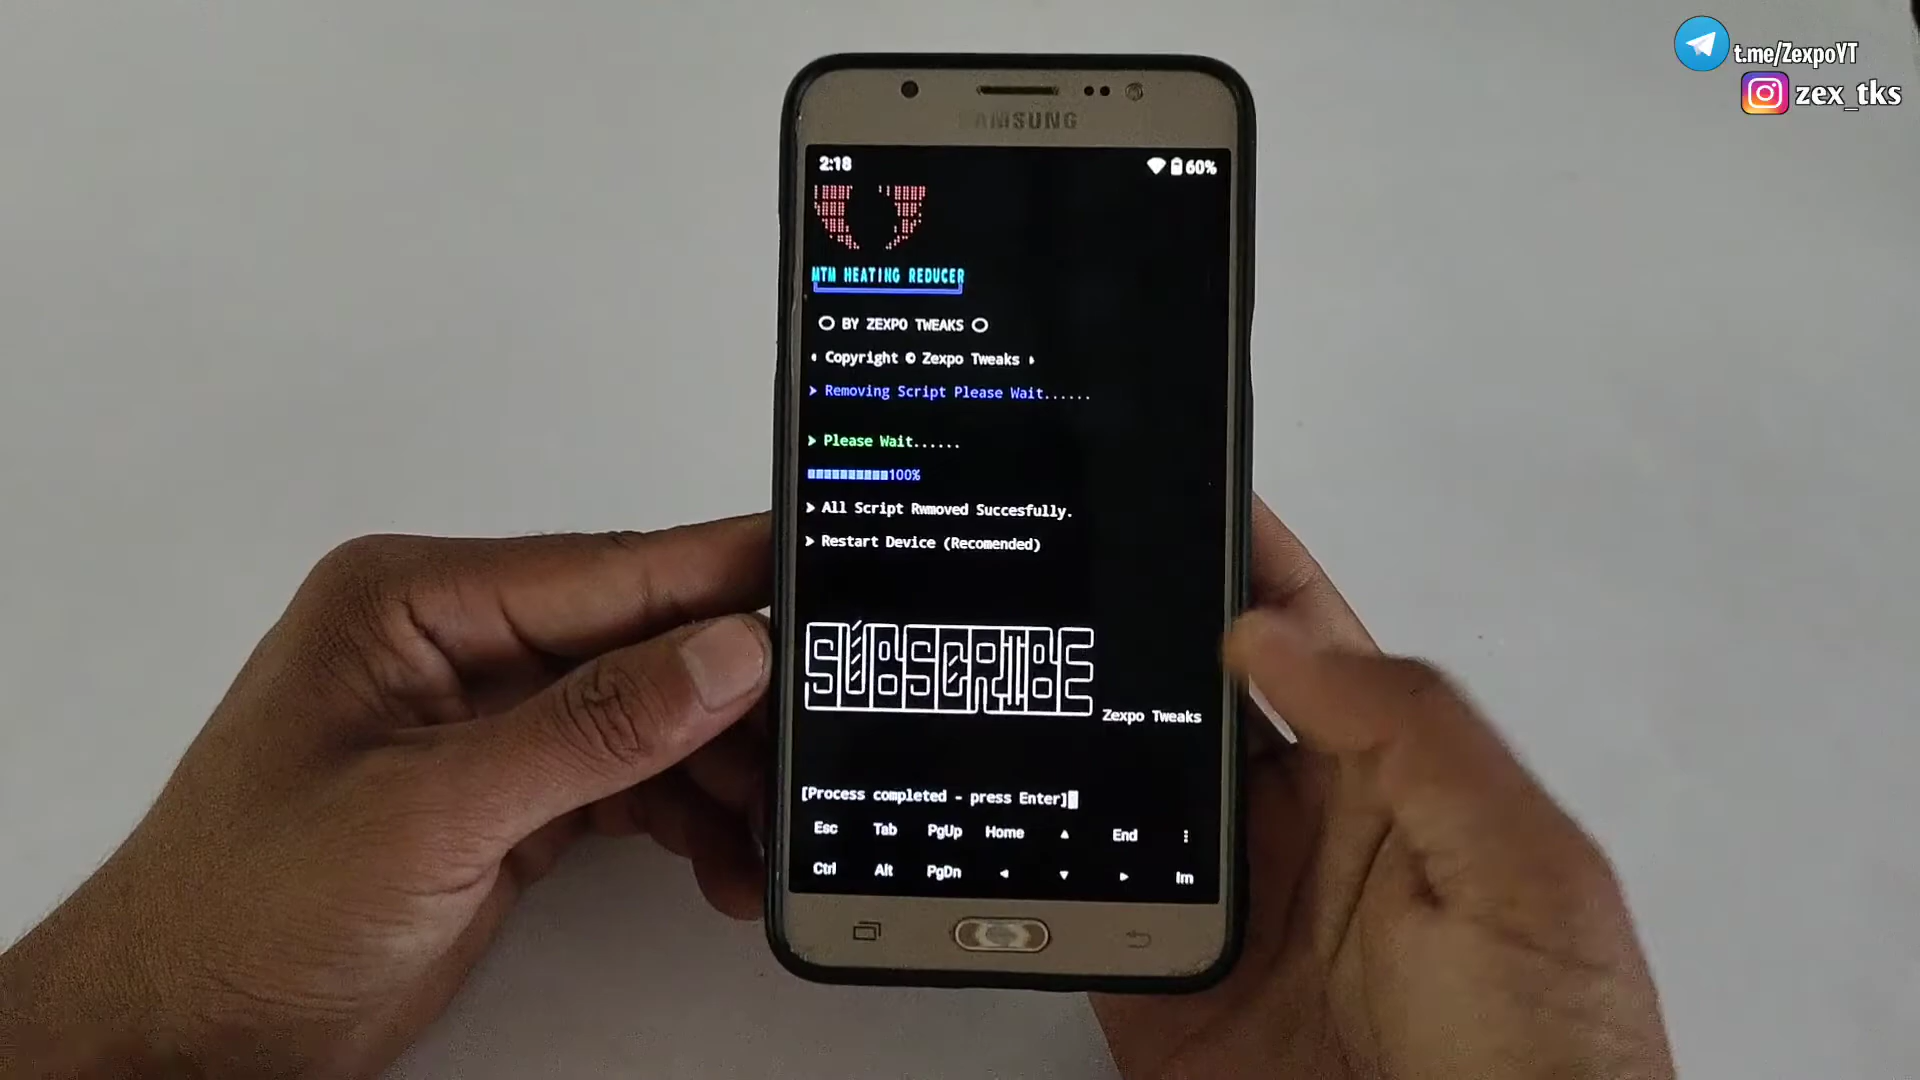 t.me/ZexpoYT
zex_tks
SAMSUNG
2:18
60%
MTM HEATING REDUCER
BY ZEXPO TWEAKS
Copyright © Zexpo Tweaks
> Removing Script Please Wait......
> Please Wait......
100%
> All Script Rwmoved Succesfully.
> Restart Device (Recomended)
SUBSCRIBE
Zexpo Tweaks
[Process completed - press Enter]
Esc Tab PgUp Home ▲ End ⋮
Ctrl Alt PgDn ◄ ▼ ► Im